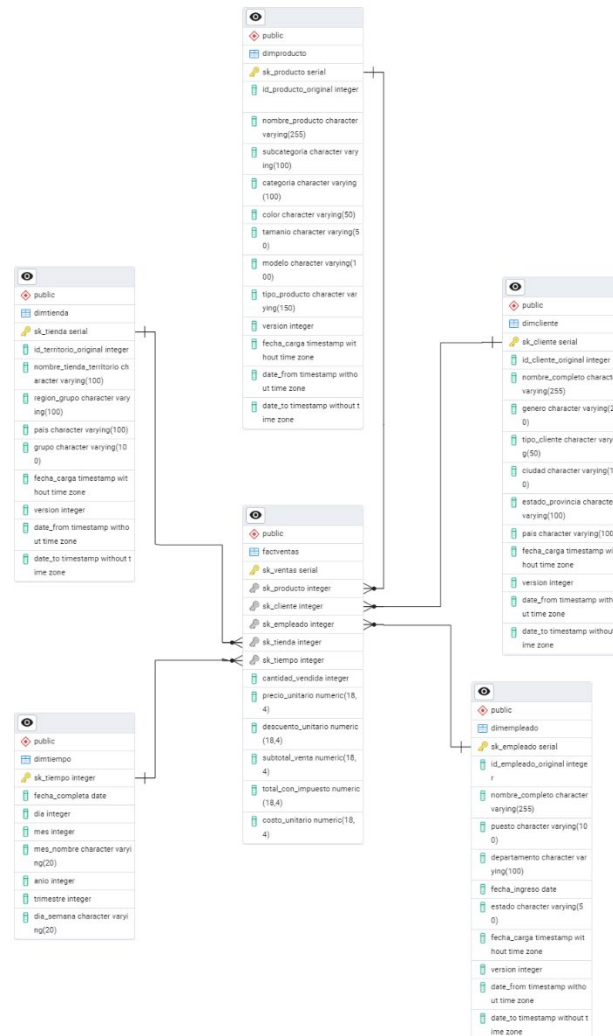 public
dimproducto
sk_producto serial
id_producto_original integer
nombre_producto character
varying(255)
subcategoria character vary
ing(100)
categoria character varying
(100)
color character varying(50)
tamanio character varying(5
0)
modelo character varying(1
00)
tipo_producto character var
ying(150)
version integer
fecha_carga timestamp wit
hout time zone
date_from timestamp witho
ut time zone
date_to timestamp without t
ime zone
public
dimtienda
sk_tienda serial
id_territorio_original integer
nombre_tienda_territorio ch
aracter varying(100)
region_grupo character vary
ing(100)
pais character varying(100)
grupo character varying(10
0)
fecha_carga timestamp wit
hout time zone
version integer
date_from timestamp witho
ut time zone
date_to timestamp without t
ime zone
public
dimcliente
sk_cliente serial
id_cliente_original integer
nombre_completo characte
varying(255)
genero character varying(2
0)
tipo_cliente character vary
g(50)
ciudad character varying(1
0)
estado_provincia characte
varying(100)
pais character varying(100
fecha_carga timestamp wi
hout time zone
version integer
date_from timestamp with
ut time zone
date_to timestamp without
ime zone
public
factventas
sk_ventas serial
sk_producto integer
sk_cliente integer
sk_empleado integer
sk_tienda integer
sk_tiempo integer
cantidad_vendida integer
precio_unitario numeric(18,
4)
descuento_unitario numeric
(18,4)
subtotal_venta numeric(18,
4)
total_con_impuesto numeric
(18,4)
costo_unitario numeric(18,
4)
public
dimtiempo
sk_tiempo integer
fecha_completa date
dia integer
mes integer
mes_nombre character varyi
ng(20)
anio integer
trimestre integer
dia_semana character varyi
ng(20)
public
dimempleado
sk_empleado serial
id_empleado_original intege
r
nombre_completo character
varying(255)
puesto character varying(10
0)
departamento character var
ying(100)
fecha_ingreso date
estado character varying(5
0)
fecha_carga timestamp wit
hout time zone
version integer
date_from timestamp witho
ut time zone
date_to timestamp without t
ime zone